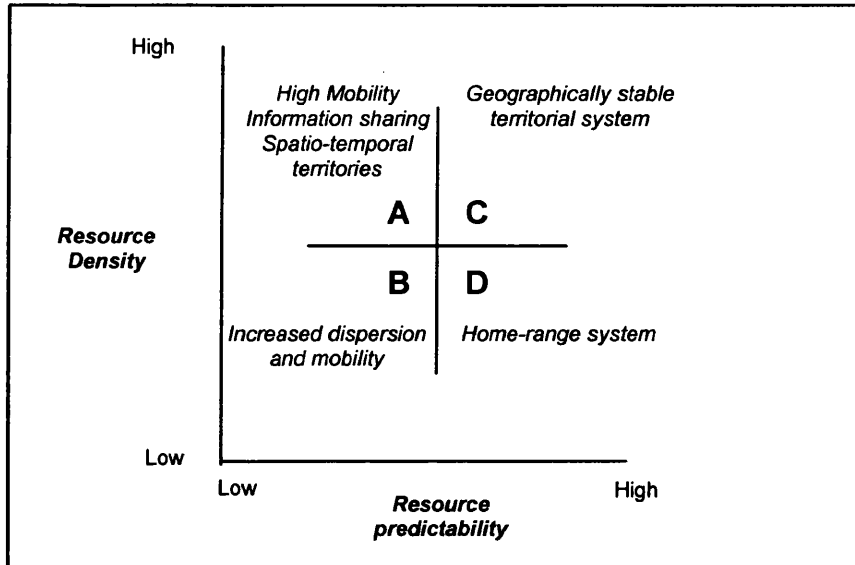 High
High Mobility
Information sharing
Spatio-temporal
territories
Geographically stable
territorial system
Resource
Density
A
C
B
D
Increased dispersion
and mobility
Home-range system
Low
Low
High
Resource
predictability